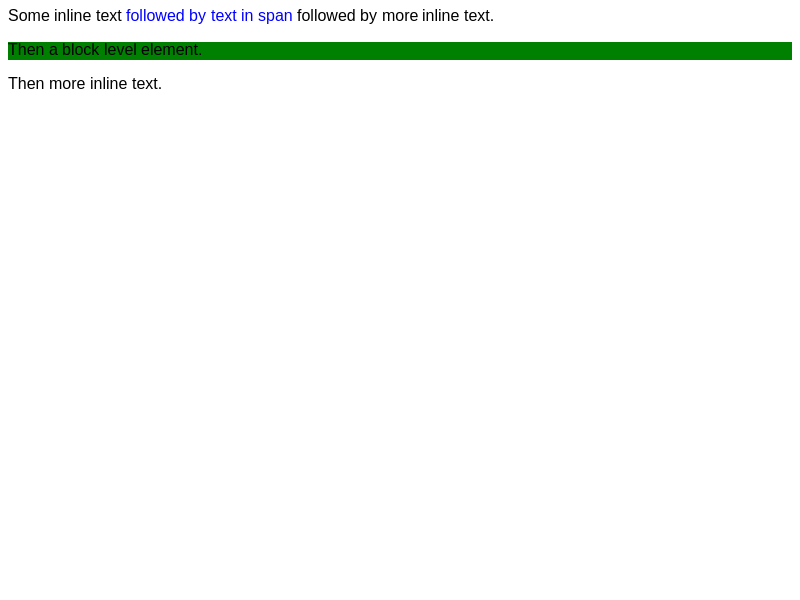 Some inline text followed by text in span followed by more inline text.
Then a block level element.
Then more inline text.